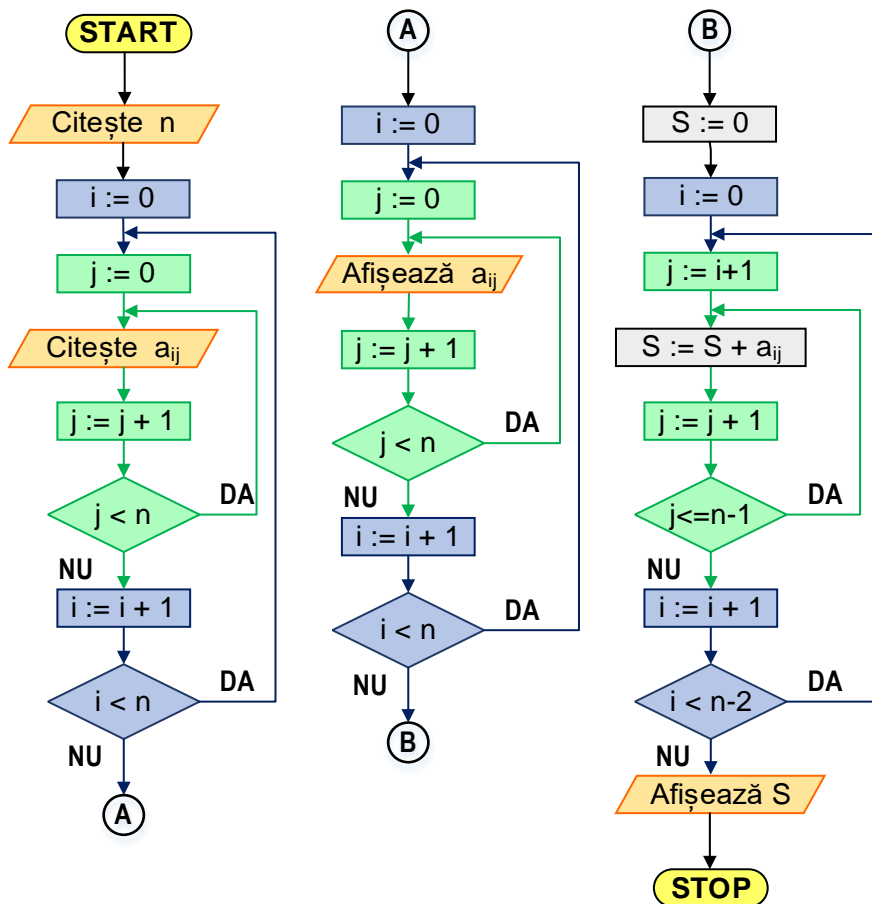 START
Citește n
i := 0
j := 0
Citește aij
j := j + 1
j < n
DA
NU
i := i + 1
i < n
DA
NU
A
A
i := 0
j := 0
Afișează aij
j := j + 1
j < n
DA
NU
i := i + 1
i < n
DA
NU
B
B
S := 0
i := 0
j := i+1
S := S + aij
j := j + 1
j<=n-1
DA
NU
i := i + 1
i < n-2
DA
NU
Afișează S
STOP